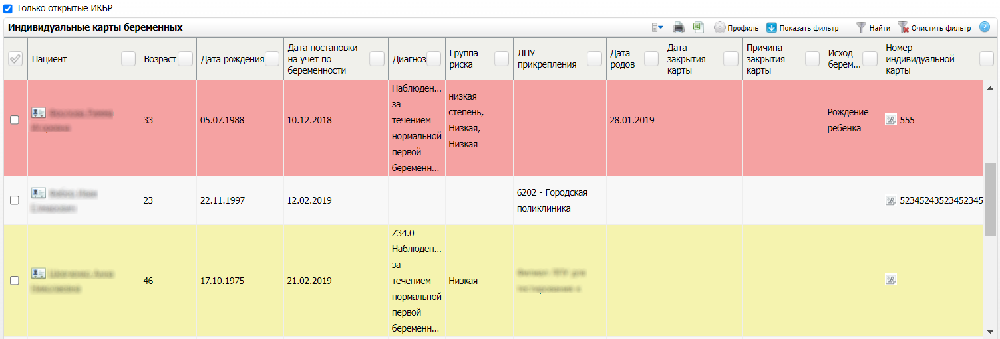 Только открытые ИКБР
Индивидуальные карты беременных
Профиль
Показать фильтр
Найти
Очистить фильтр
?
Пациент
Возраст
Дата рождения
Дата постановки
на учет по
беременности
Диагноз
Группа
риска
ЛПУ
прикрепления
Дата
родов
Дата
закрытия
карты
Причина
закрытия
карты
Исход
берем...
Номер
индивидуальной
карты
33
05.07.1988
10.12.2018
Наблюден...
за
течением
нормальной
первой
беременн...
низкая
степень,
Низкая,
Низкая
28.01.2019
Рождение
ребёнка
555
23
22.11.1997
12.02.2019
6202 - Городская
поликлиника
52345243523452345
46
17.10.1975
21.02.2019
Z34.0
Наблюден...
за
течением
нормальной
первой
беременн...
Низкая